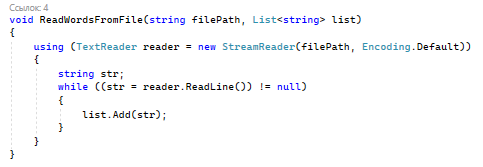 Ссылок: 4
void ReadWordsFromFile(string filePath, List<string> list)
{
    using (TextReader reader = new StreamReader(filePath, Encoding.Default))
    {
        string str;
        while ((str = reader.ReadLine()) != null)
        {
            list.Add(str);
        }
    }
}